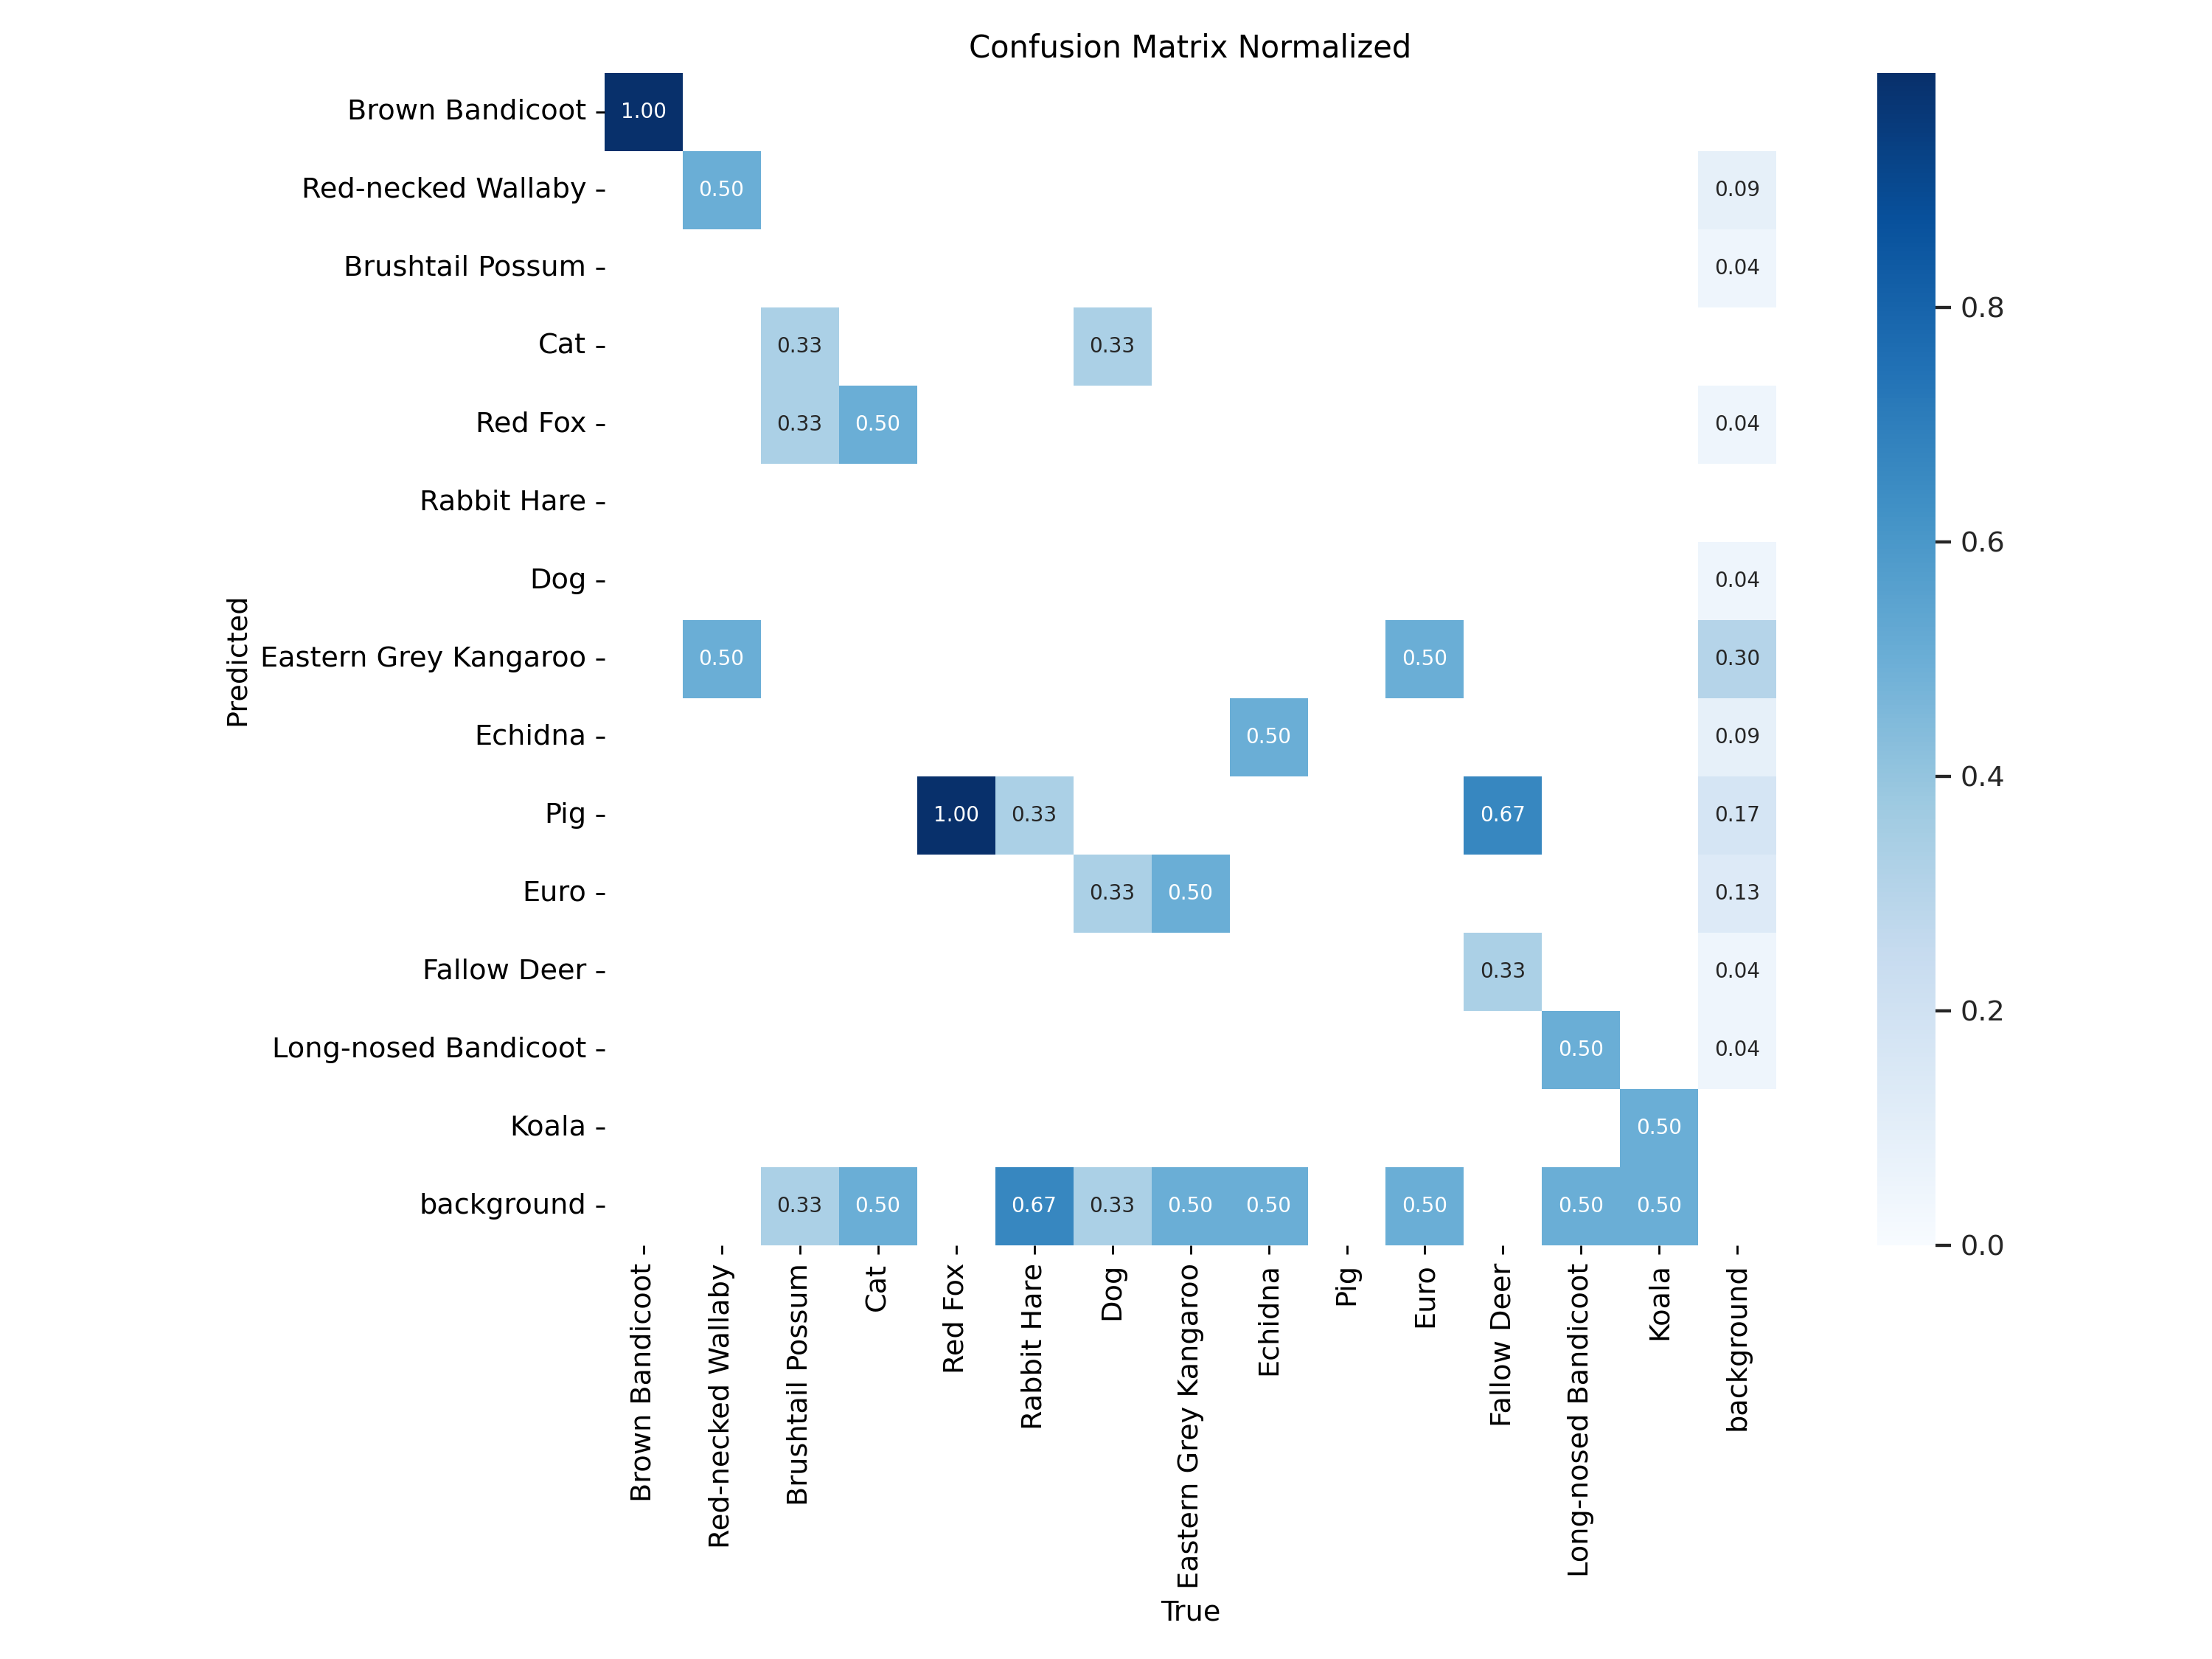 Confusion Matrix Normalized
Brown Bandicoot 1.00
Red-necked Wallaby 0.50 0.09
Brushtail Possum 0.04
Cat 0.33 0.33
Red Fox 0.33 0.50 0.04
Rabbit Hare
Dog 0.04
Eastern Grey Kangaroo 0.50 0.50 0.30
Echidna 0.50 0.09
Pig 1.00 0.33 0.67 0.17
Euro 0.33 0.50 0.13
Fallow Deer 0.33 0.04
Long-nosed Bandicoot 0.50 0.04
Koala 0.50
background 0.33 0.50 0.67 0.33 0.50 0.50 0.50 0.50 0.50
Predicted
Brown Bandicoot
Red-necked Wallaby
Brushtail Possum
Cat
Red Fox
Rabbit Hare
Dog
Eastern Grey Kangaroo
Echidna
Pig
Euro
Fallow Deer
Long-nosed Bandicoot
Koala
background
True
0.8
0.6
0.4
0.2
0.0